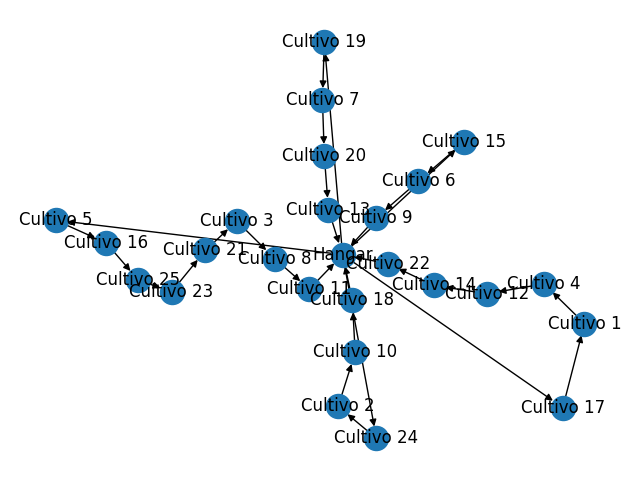 Cultivo 19
Cultivo 7
Cultivo 15
Cultivo 20
Cultivo 6
Cultivo 13
Cultivo 9
Cultivo 5
Cultivo 3
Cultivo 16
Cultivo 21
Hangar
Cultivo 8
Cultivo 22
Cultivo 25
Cultivo 23
Cultivo 11
Cultivo 14
Cultivo 4
Cultivo 12
Cultivo 18
Cultivo 1
Cultivo 10
Cultivo 2
Cultivo 17
Cultivo 24